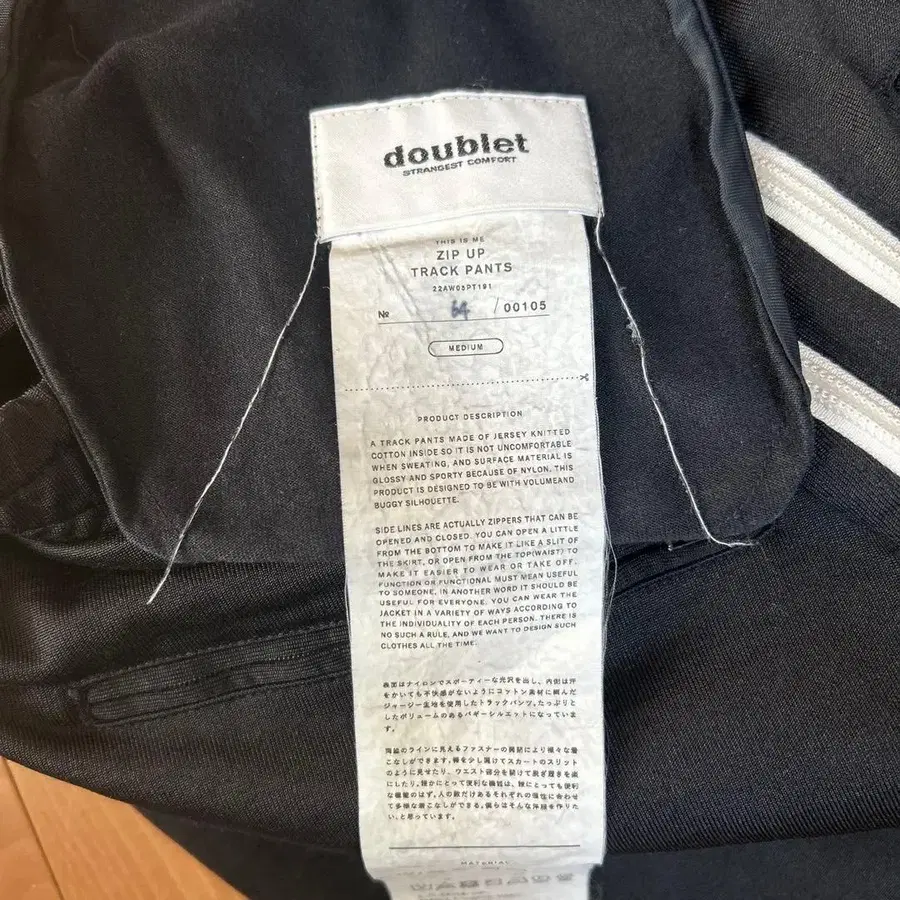 doublet
STRANGEST COMFORT
THIS IS ME
ZIP UP
TRACK PANTS
22AW05PT191
№ 64 / 00105
MEDIUM
PRODUCT DESCRIPTION
A TRACK PANTS MADE OF JERSEY KNITTED
COTTON INSIDE SO IT IS NOT UNCOMFORTABLE
WHEN SWEATING, AND SURFACE MATERIAL IS
GLOSSY AND SPORTY BECAUSE OF NYLON. THIS
PRODUCT IS DESIGNED TO BE WITH VOLUMEAND
BUGGY SILHOUETTE.
SIDE LINES ARE ACTUALLY ZIPPERS THAT CAN BE
OPENED AND CLOSED. YOU CAN OPEN A LITTLE
FROM THE BOTTOM TO MAKE IT LIKE A SLIT OF
THE SKIRT, OR OPEN FROM THE TOP(WAIST) TO
MAKE IT EASIER TO WEAR OR TAKE OFF.
FUNCTION OR FUNCTIONAL MUST MEAN USEFUL
TO SOMEONE, IN ANOTHER WORD IT SHOULD BE
USEFUL FOR EVERYONE. YOU CAN WEAR THE
JACKET IN A VARIETY OF WAYS ACCORDING TO
THE INDIVIDUALITY OF EACH PERSON. THERE IS
NO SUCH A RULE, AND WE WANT TO DESIGN SUCH
CLOTHES ALL THE TIME.
表面はナイロンでスポーティーな光沢を出し、内側は汗
をかいても不快感がないようにコットン素材に編んだ
ジャージー生地を使用したトラックパンツ。たっぷりと
したボリュームのあるバギーシルエットになっていま
す。
両脇のラインに見えるファスナーの開閉により様々な着
こなしができます。裾を少し開けてスカートのスリット
のように見せたり、ウエスト部分を開けて脱ぎ履きを楽
にしたり。誰かにとって便利な機能は、誰にとっても便利
な機能のはず。人の数だけあるそれぞれの個性に合わせ
て多様な着こなしができる。僕らはそんな洋服を作りた
い、と思っています。
MATERIAL